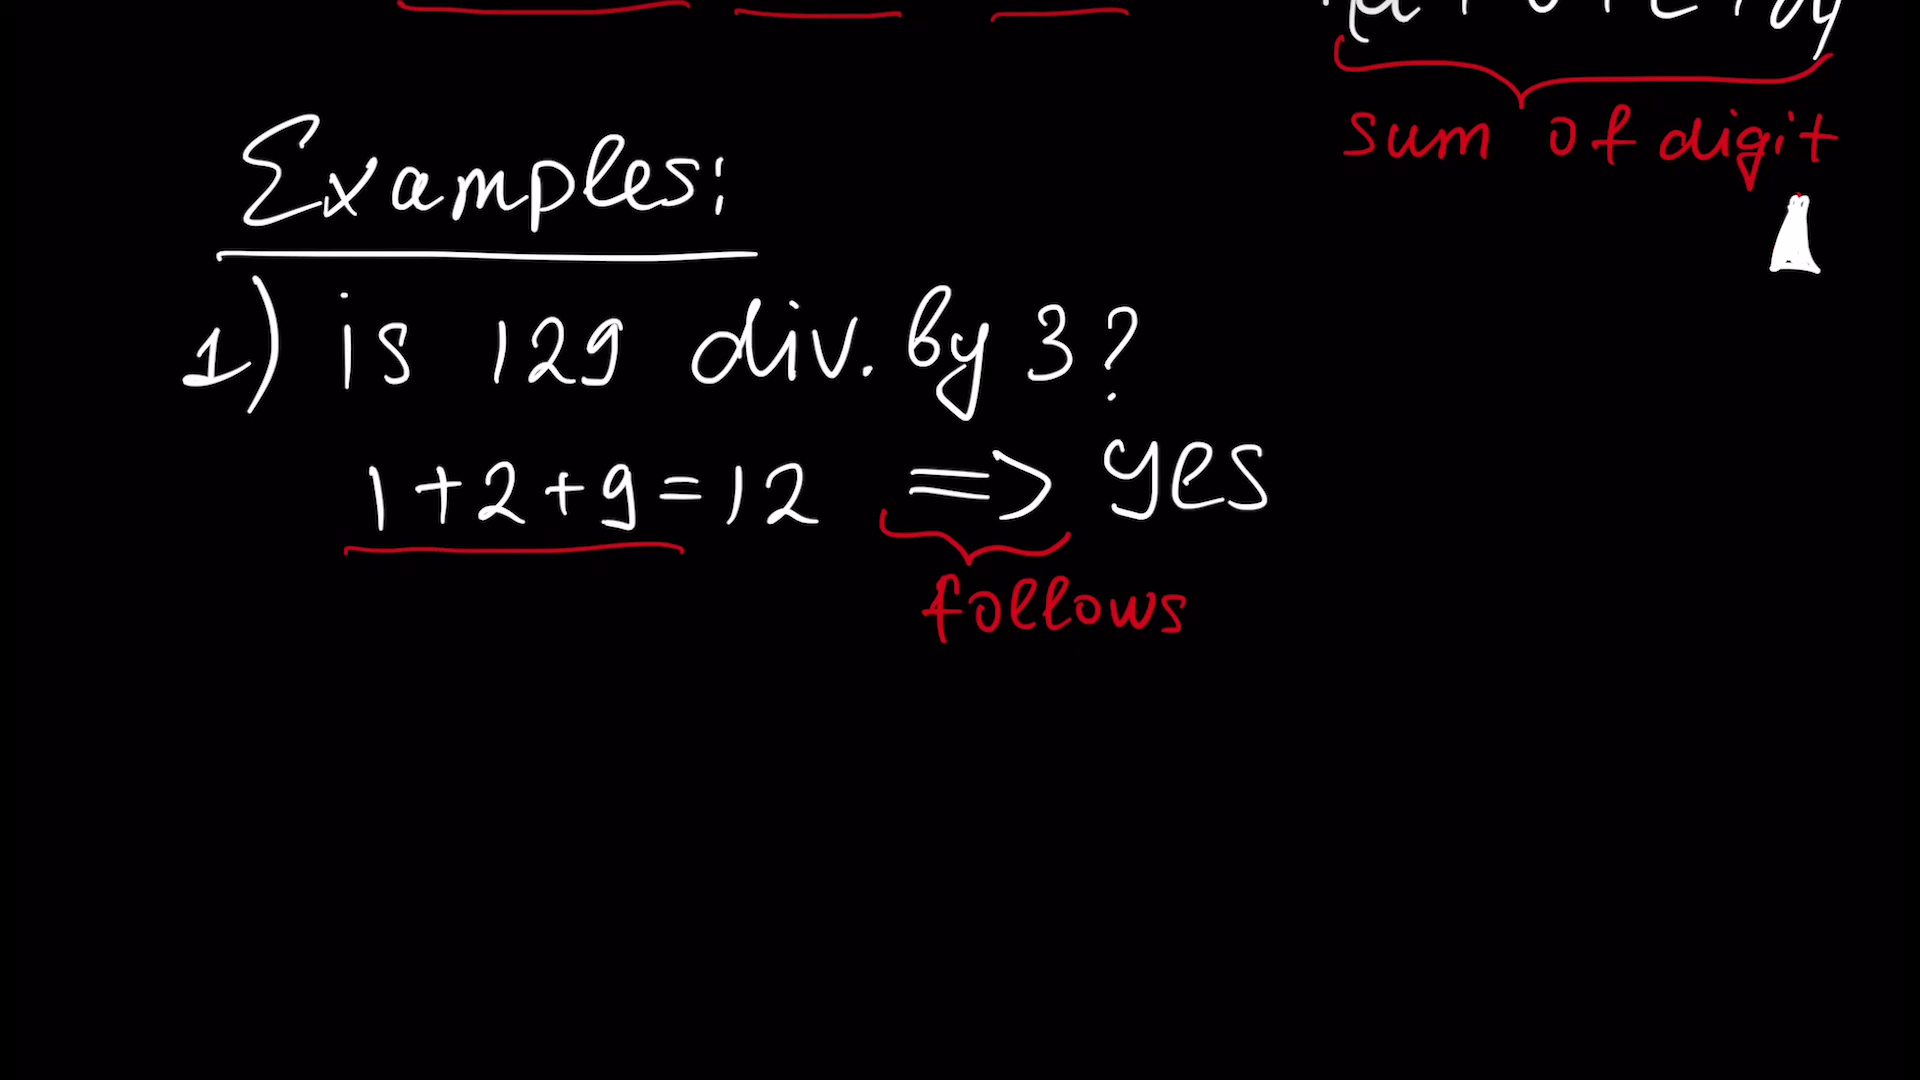 sum of digit
Examples:
1) is 129 div. by 3?
1+2+9=12 => yes
follows